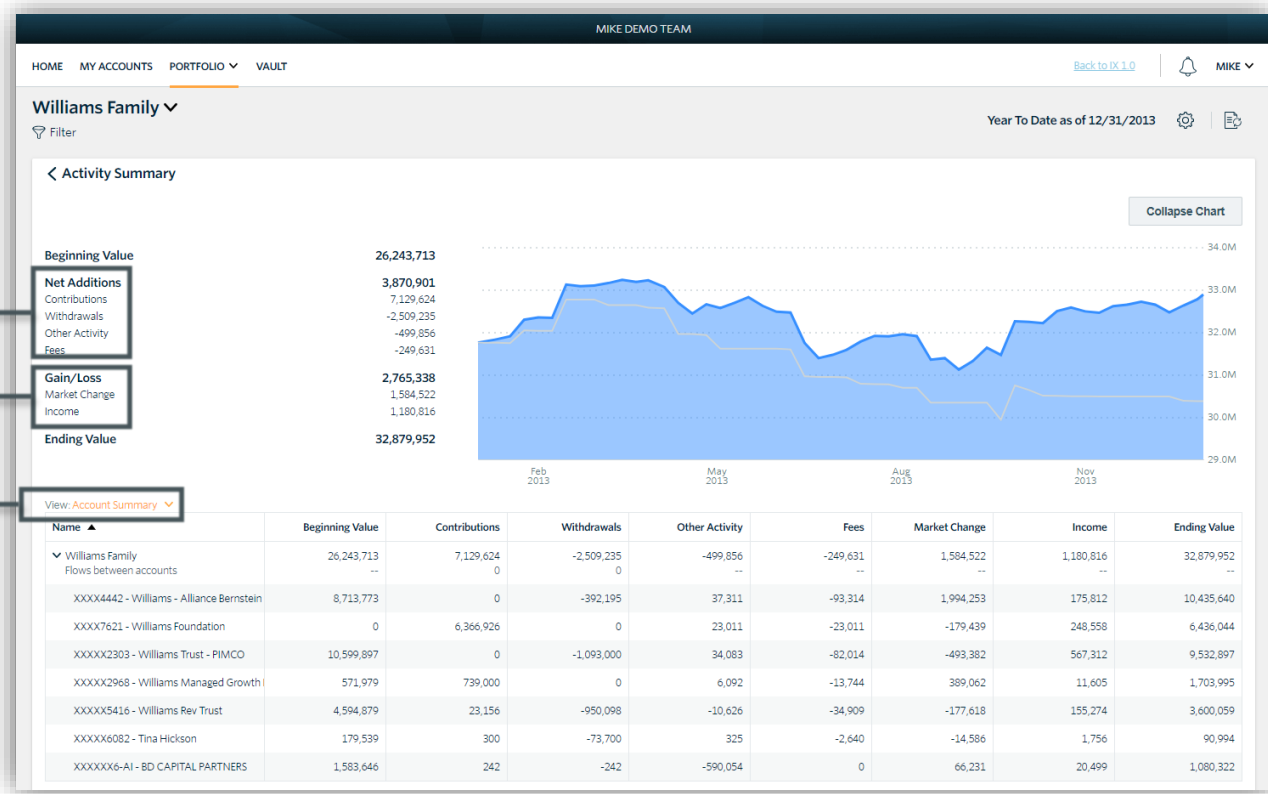 MIKE DEMO TEAM
HOME MY ACCOUNTS PORTFOLIO VAULT Back to IX 1.0 MIKE
Williams Family
Year To Date as of 12/31/2013
Filter
Activity Summary
Collapse Chart
Beginning Value 26,243,713
Net Additions 3,870,901
Contributions 7,129,624
Withdrawals -2,509,235
Other Activity -499,856
Fees -249,631
Gain/Loss 2,765,338
Market Change 1,584,522
Income 1,180,816
Ending Value 32,879,952
34.0M
33.0M
32.0M
31.0M
30.0M
29.0M
Feb May Aug Nov
2013 2013 2013 2013
View: Account Summary
Name ▲ Beginning Value Contributions Withdrawals Other Activity Fees Market Change Income Ending Value
Williams Family 26,243,713 7,129,624 -2,509,235 -499,856 -249,631 1,584,522 1,180,816 32,879,952
Flows between accounts -- 0 0 -- -- -- -- --
XXXX4442 - Williams - Alliance Bernstein 8,713,773 0 -392,195 37,311 -93,314 1,994,253 175,812 10,435,640
XXXX7621 - Williams Foundation 0 6,366,926 0 23,011 -23,011 -179,439 248,558 6,436,044
XXXXX2303 - Williams Trust - PIMCO 10,599,897 0 -1,093,000 34,083 -82,014 -493,382 567,312 9,532,897
XXXXX2968 - Williams Managed Growth 571,979 739,000 0 6,092 -13,744 389,062 11,605 1,703,995
XXXXX5416 - Williams Rev Trust 4,594,879 23,156 -950,098 -10,626 -34,909 -177,618 155,274 3,600,059
XXXXX6082 - Tina Hickson 179,539 300 -73,700 325 -2,640 -14,586 1,756 90,994
XXXXXX6-AI - BD CAPITAL PARTNERS 1,583,646 242 -242 -590,054 0 66,231 20,499 1,080,322